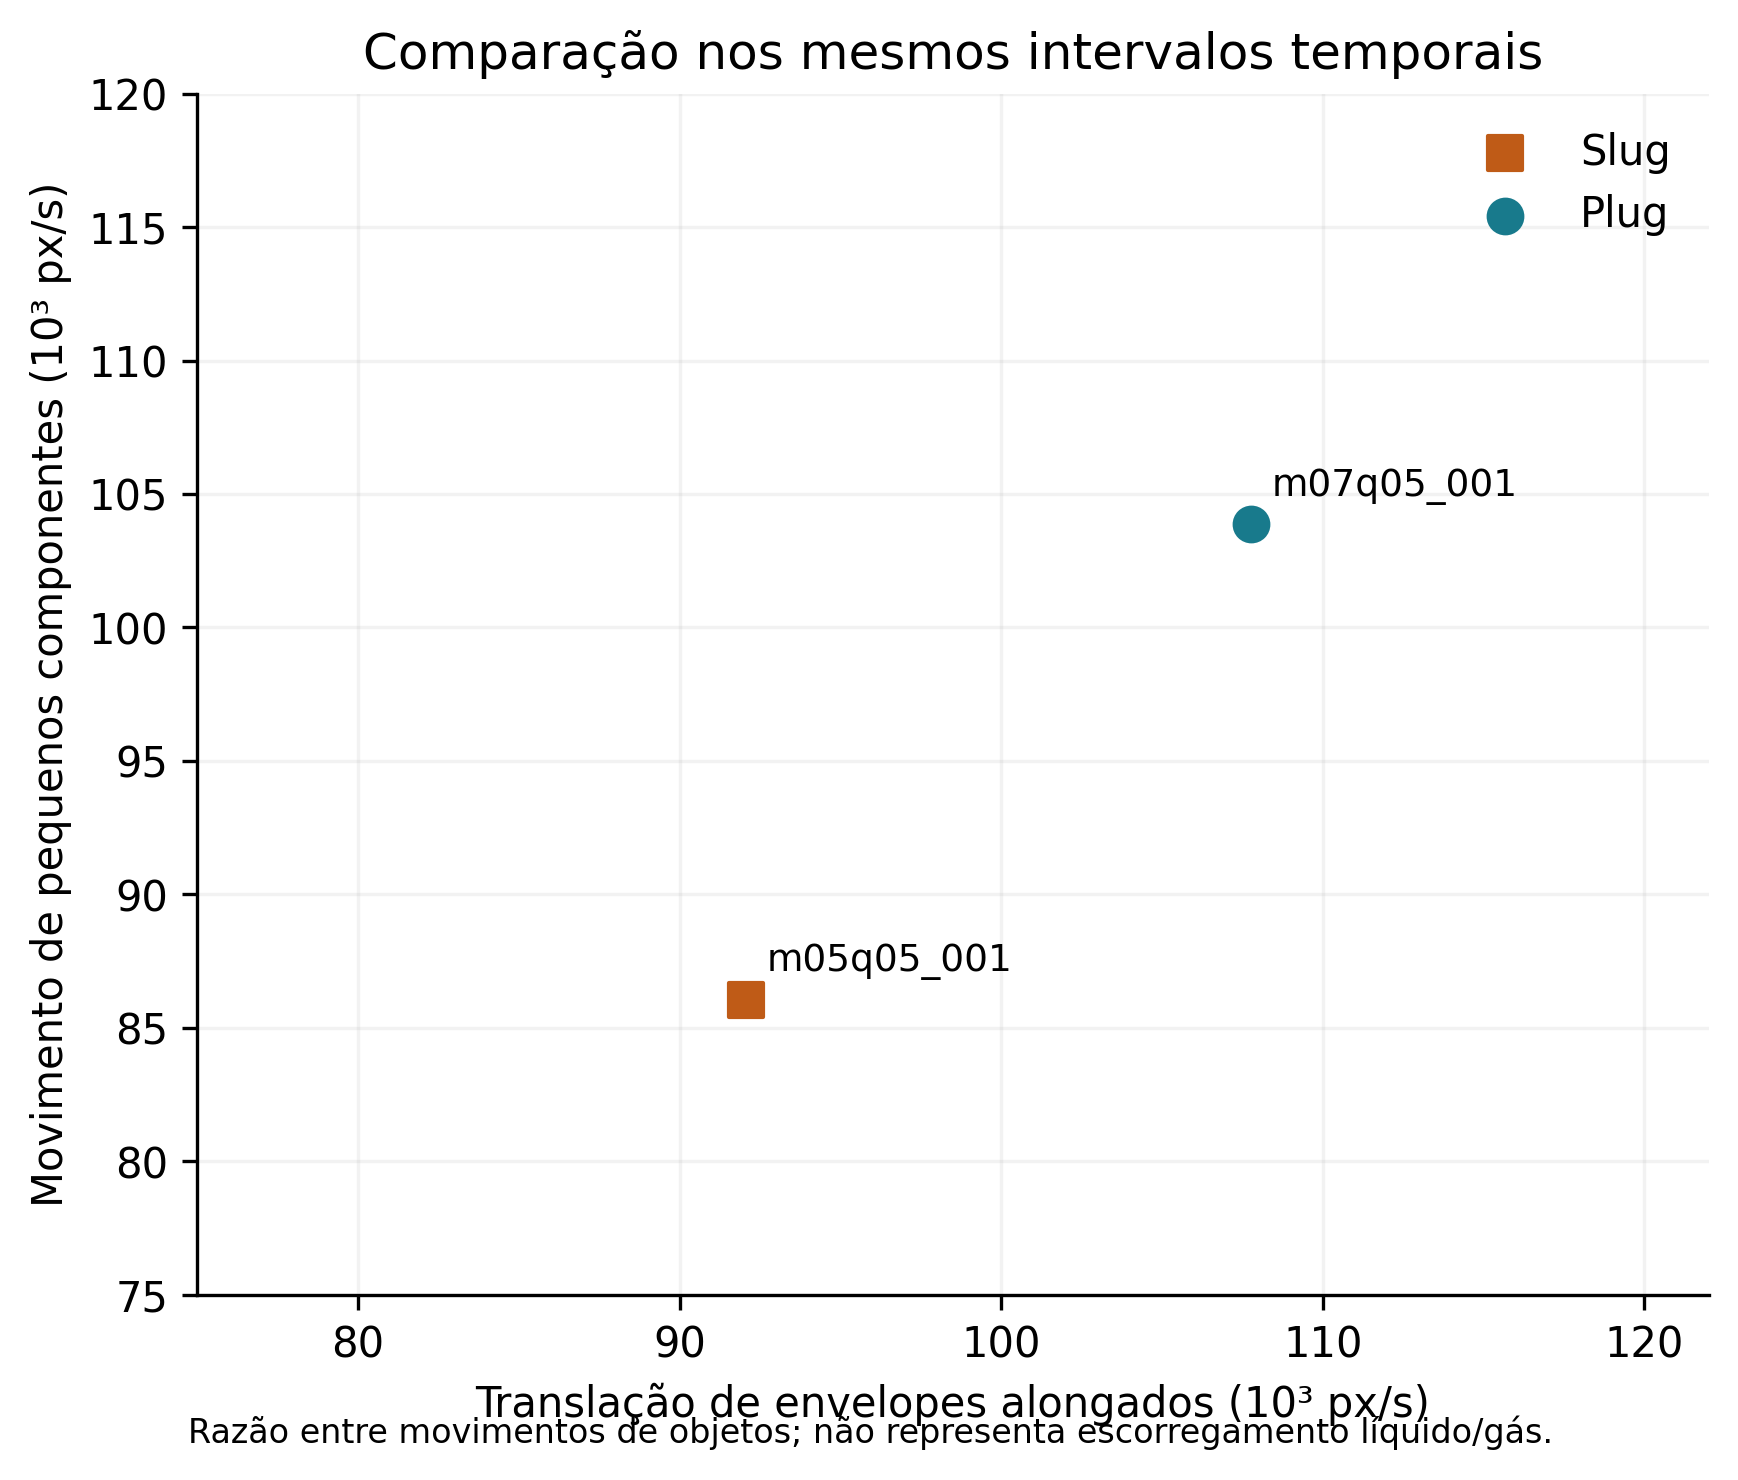 Comparação nos mesmos intervalos temporais
Movimento de pequenos componentes (10³ px/s)
120
115
110
105
100
95
90
85
80
75
Slug
Plug
m07q05_001
m05q05_001
80
90
100
110
120
Translação de envelopes alongados (10³ px/s)
Razão entre movimentos de objetos; não representa escorregamento líquido/gás.